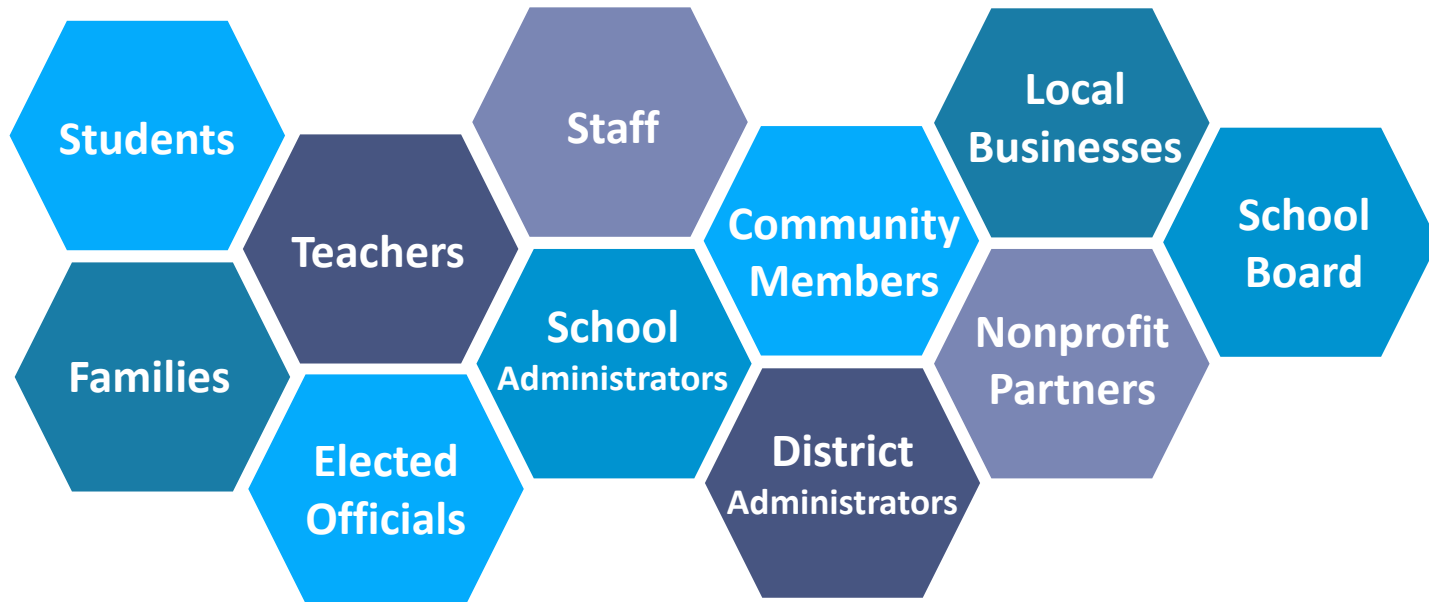 Students
Families
Teachers
Elected
Officials
Staff
School
Administrators
Community
Members
District
Administrators
Local
Businesses
Nonprofit
Partners
School
Board